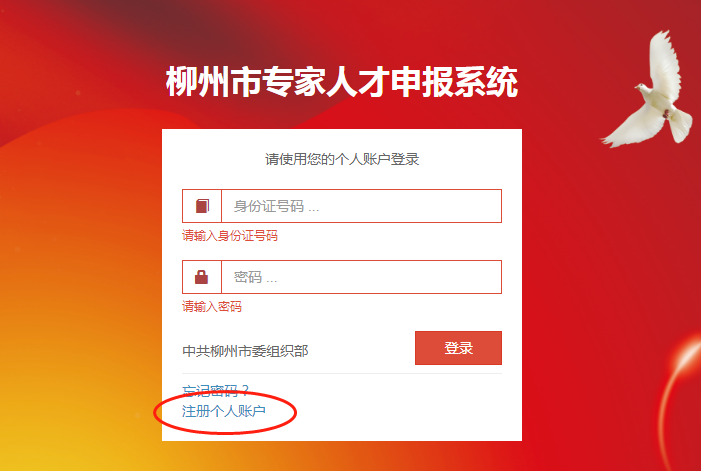 柳州市专家人才申报系统
请使用您的个人账户登录
身份证号码 ...
请输入身份证号码
密码 ...
请输入密码
中共柳州市委组织部
登录
忘记密码？
注册个人账户